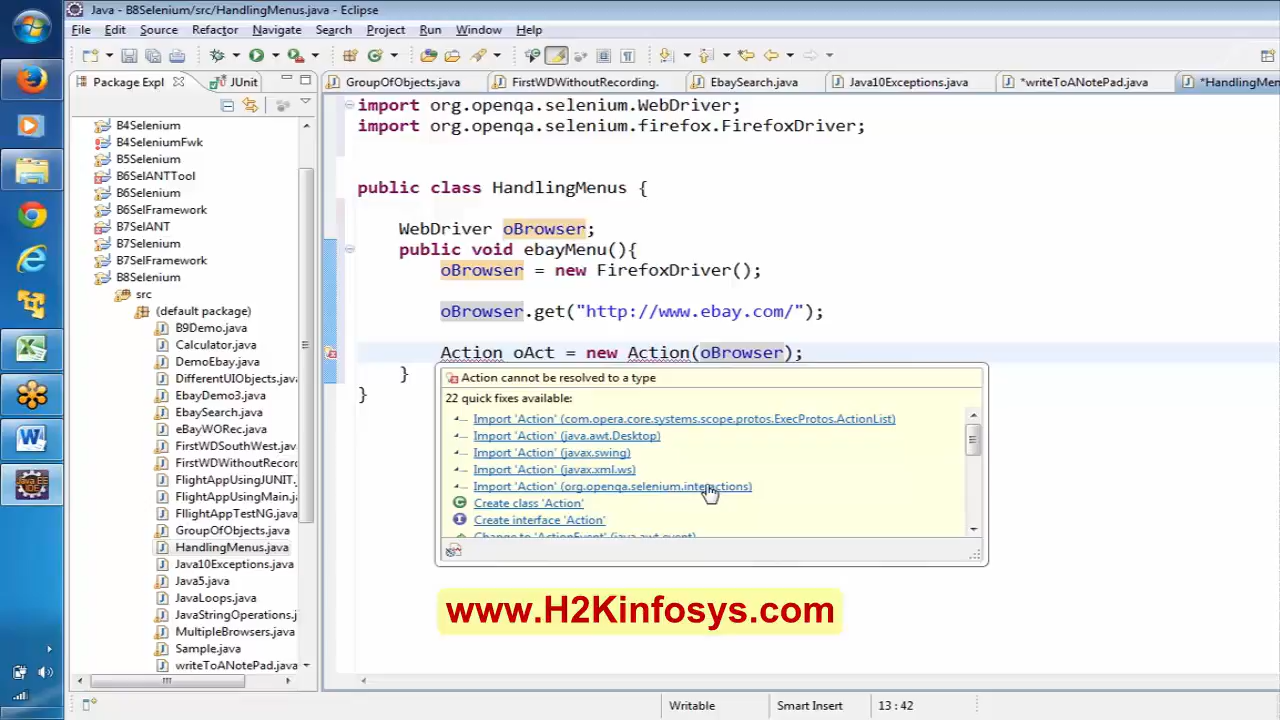 Java - B8Selenium/src/HandlingMenus.java - Eclipse
File Edit Source Refactor Navigate Search Project Run Window Help
Package Expl JUnit
GroupOfObjects.java FirstWDWithoutRecording. EbaySearch.java Java10Exceptions.java *writeToANotePad.java *HandlingMen
B4Selenium
B4SeleniumFwk
B5Selenium
B6SelANTTool
B6Selenium
B6SelFramework
B7SelANT
B7Selenium
B7SelFramework
B8Selenium
src
(default package)
B9Demo.java
Calculator.java
DemoEbay.java
DifferentUIObjects.java
EbayDemo3.java
EbaySearch.java
eBayWORec.java
FirstWDSouthWest.java
FirstWDWithoutRecord
FlightAppUsingJUNIT.
FlightAppUsingMain.jav
FlIghtAppTestNG.java
GroupOfObjects.java
HandlingMenus.java
Java10Exceptions.java
Java5.java
JavaLoops.java
JavaStringOperations.j
MultipleBrowsers.java
Sample.java
writeToANotePad.java
import org.openqa.selenium.WebDriver;
import org.openqa.selenium.firefox.FirefoxDriver;
public class HandlingMenus {
WebDriver oBrowser;
public void ebayMenu(){
oBrowser = new FirefoxDriver();
oBrowser.get("http://www.ebay.com/");
Action oAct = new Action(oBrowser);
}
}
Action cannot be resolved to a type
22 quick fixes available:
Import 'Action' (com.opera.core.systems.scope.protos.ExecProtos.ActionList)
Import 'Action' (java.awt.Desktop)
Import 'Action' (javax.swing)
Import 'Action' (javax.xml.ws)
Import 'Action' (org.openqa.selenium.interactions)
Create class 'Action'
Create interface 'Action'
Change to 'ActionEvent' (java.awt.event)
www.H2Kinfosys.com
Writable Smart Insert 13 : 42